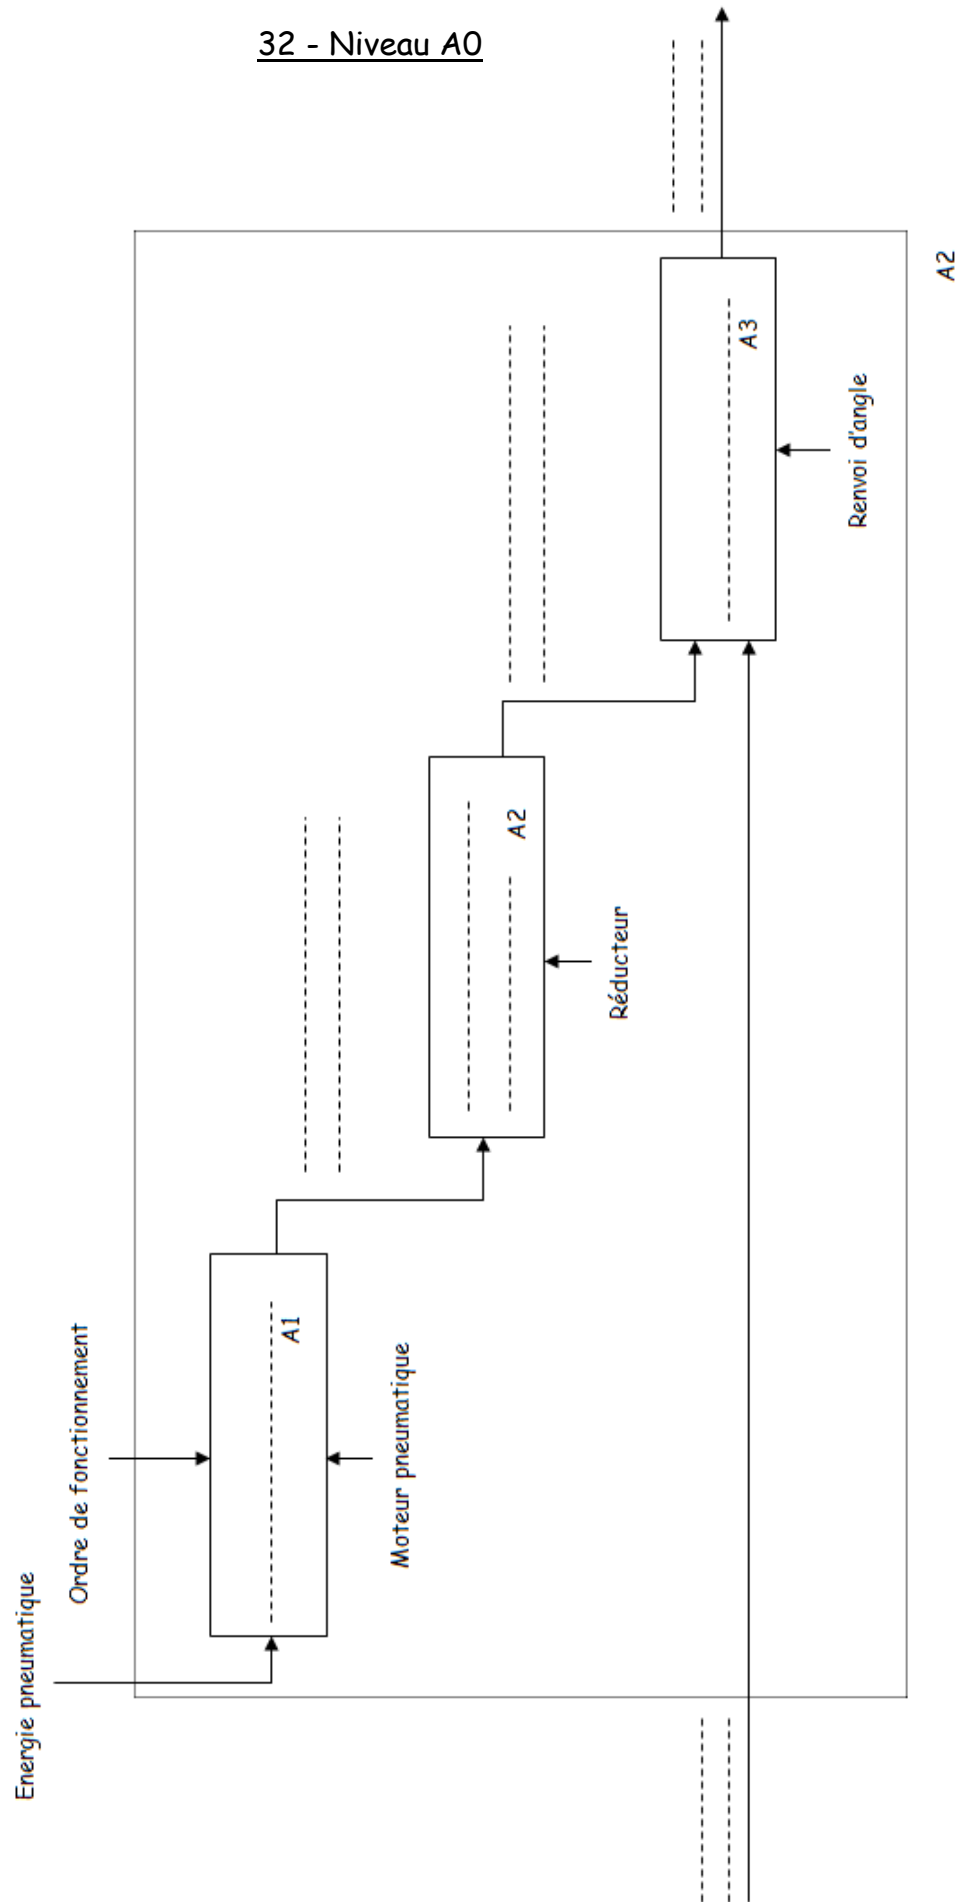 32 - Niveau A0
Energie pneumatique
Ordre de fonctionnement
A1
Moteur pneumatique
A2
Réducteur
A3
Renvoi d'angle
A2